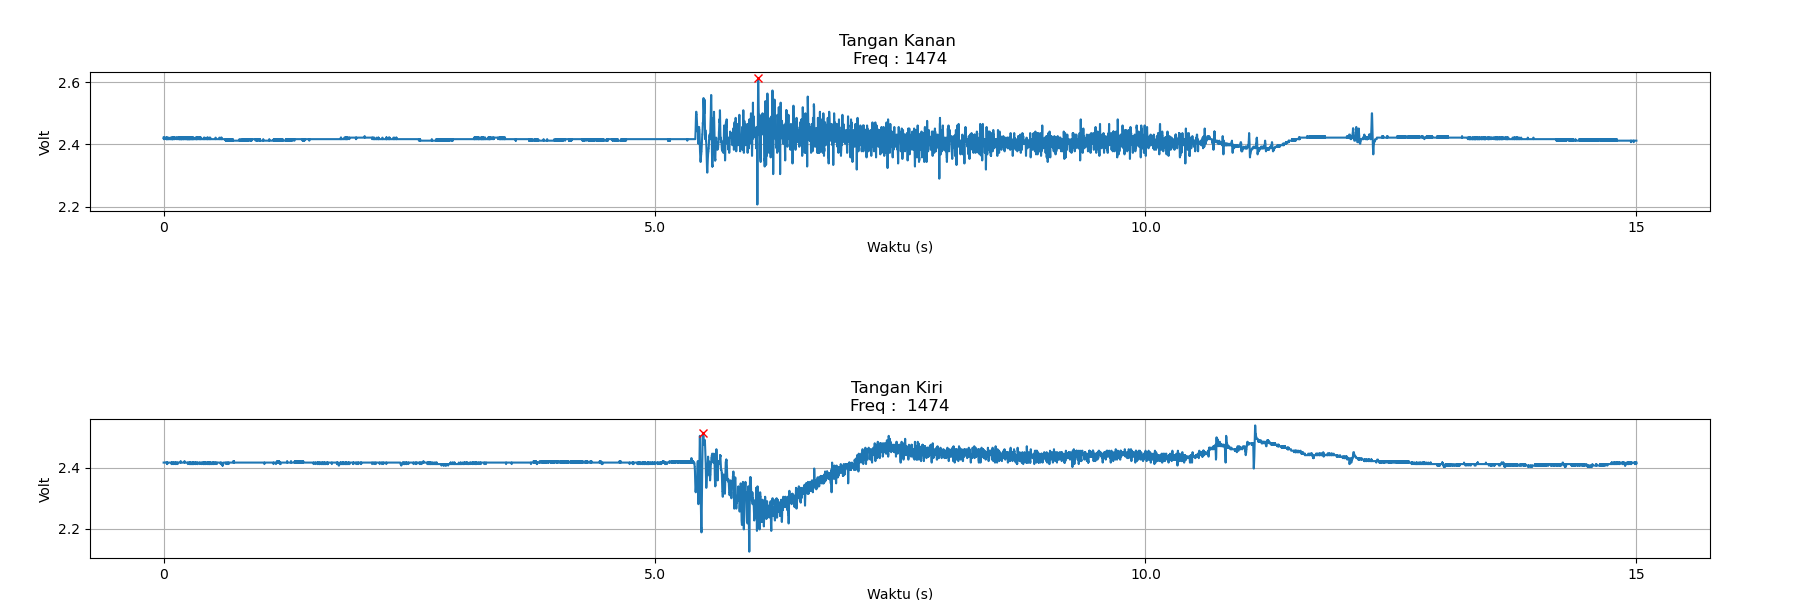 Tangan Kanan
Freq : 1474
2.6
2.4
2.2
Volt
0 5.0 10.0 15
Waktu (s)
Tangan Kiri
Freq :  1474
2.4
2.2
Volt
0 5.0 10.0 15
Waktu (s)